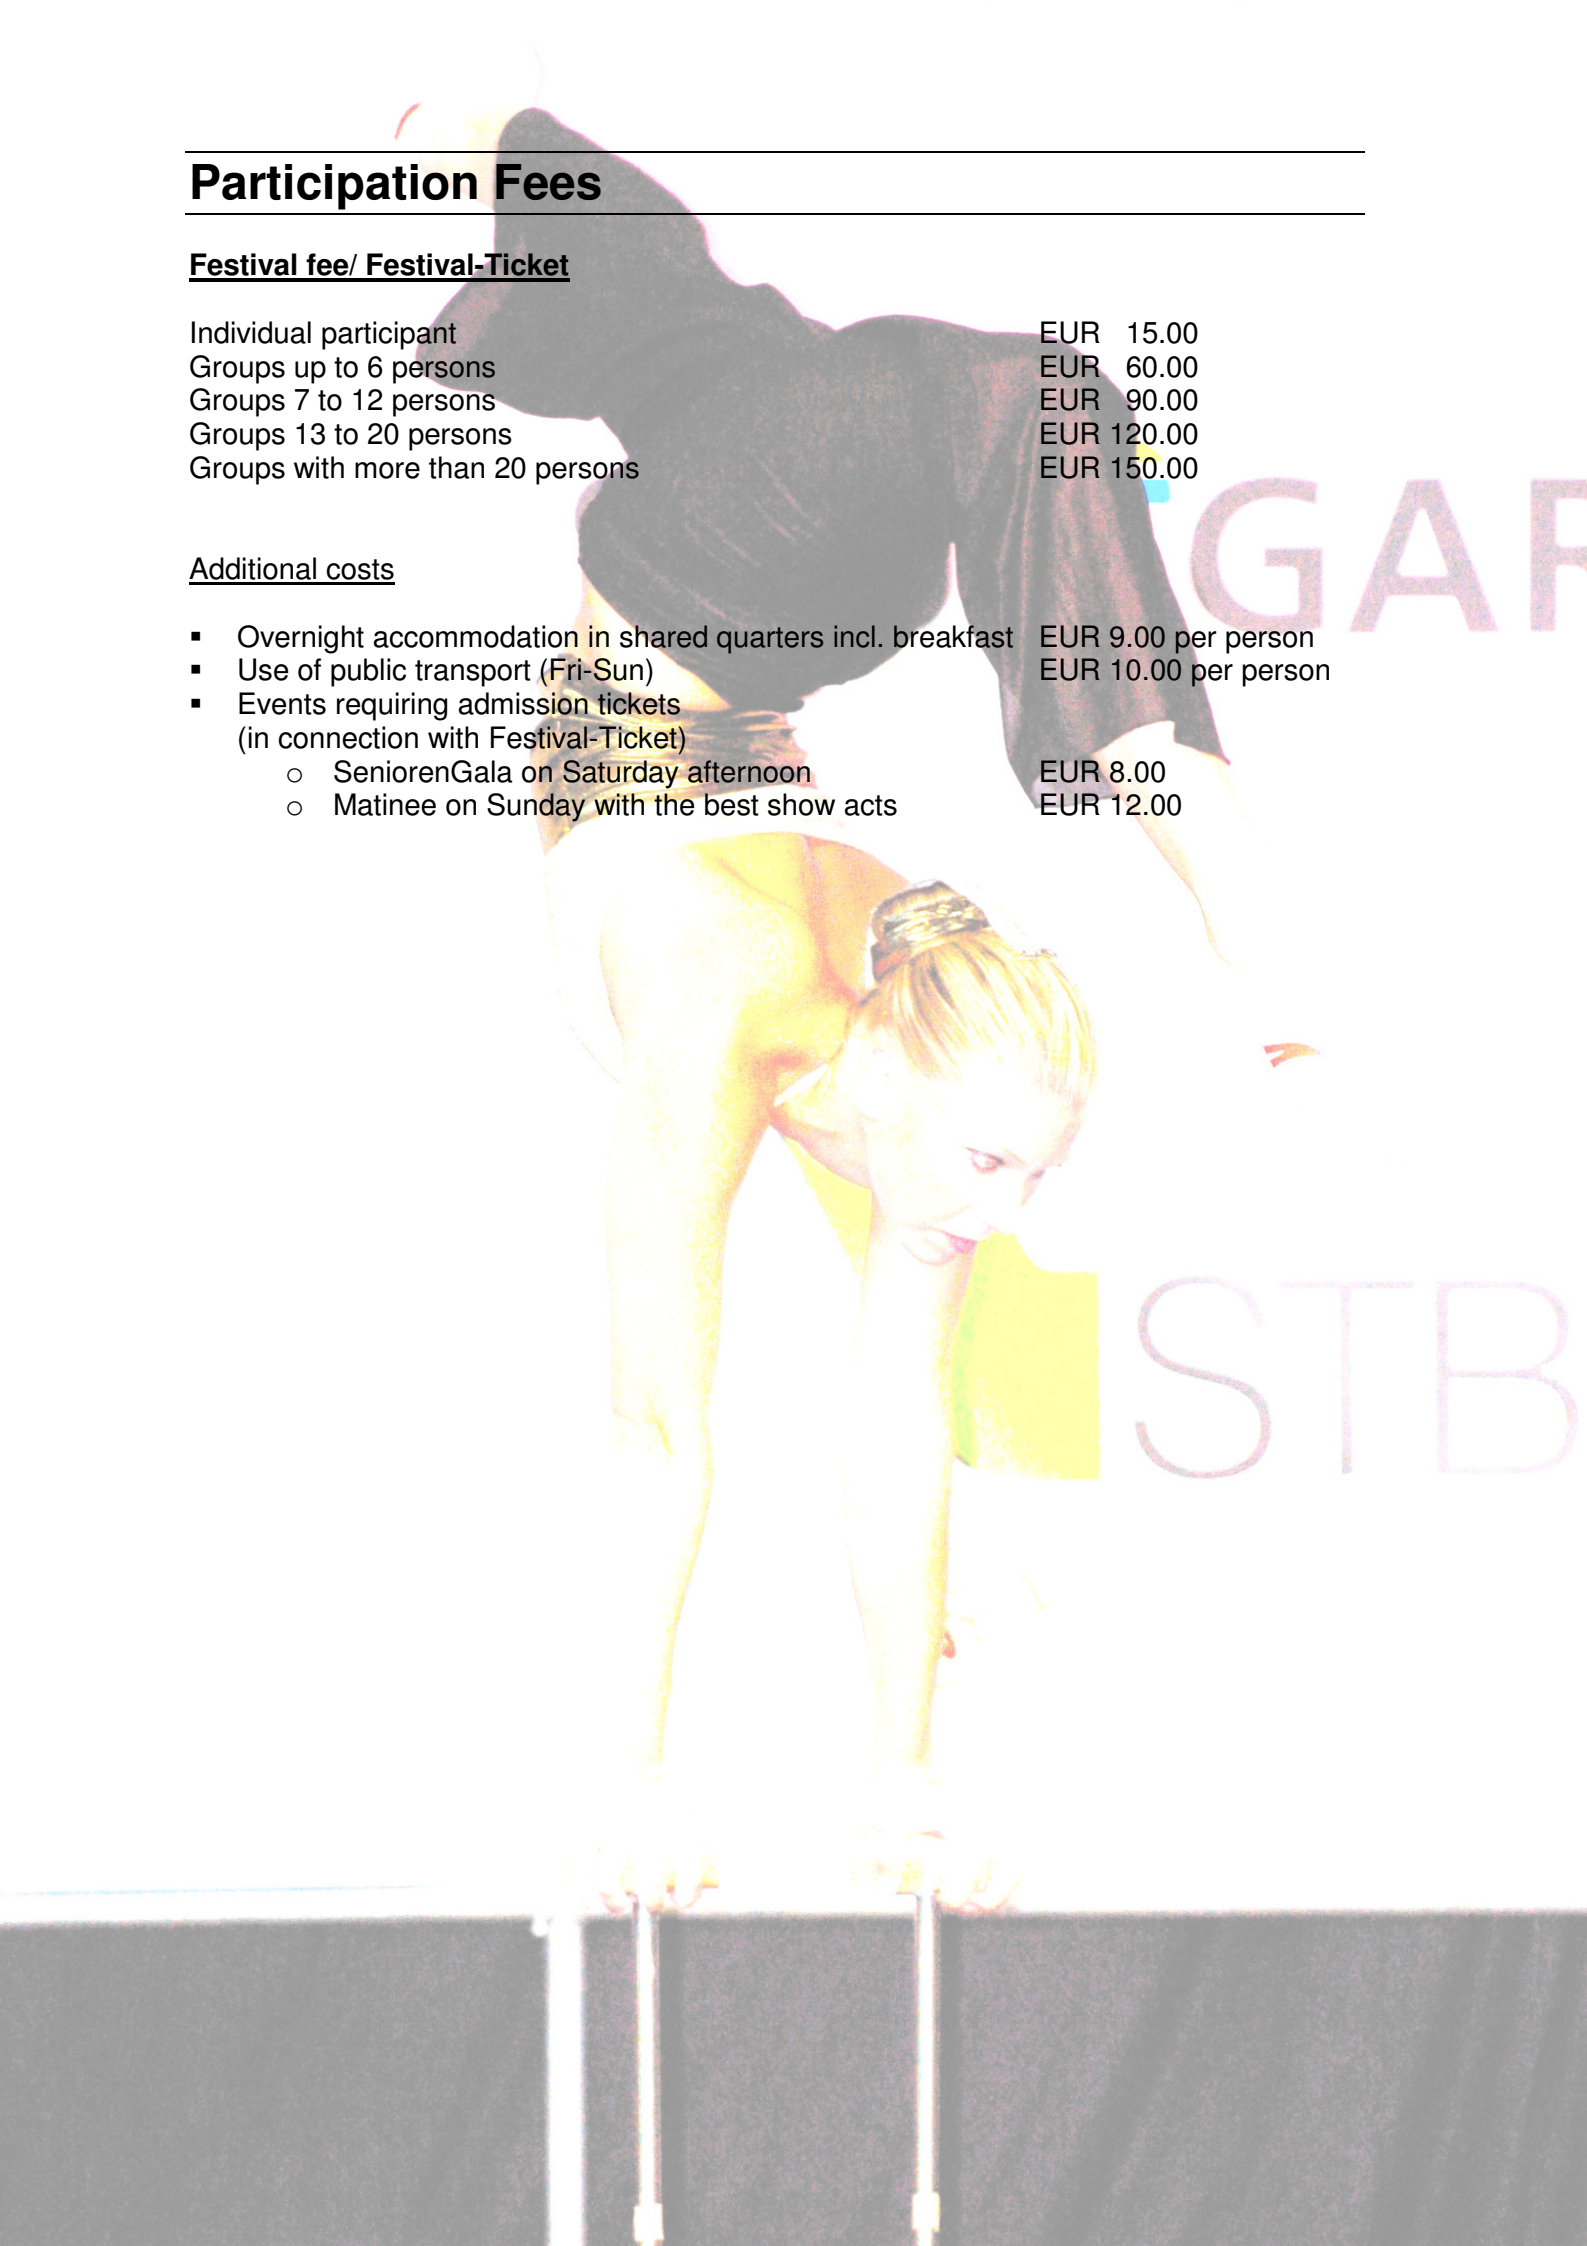 Participation Fees
Festival fee/ Festival-Ticket
Individual participant EUR 15.00
Groups up to 6 persons EUR 60.00
Groups 7 to 12 persons EUR 90.00
Groups 13 to 20 persons EUR 120.00
Groups with more than 20 persons EUR 150.00
GAR
Additional costs
▪ Overnight accommodation in shared quarters incl. breakfast EUR 9.00 per person
▪ Use of public transport (Fri-Sun) EUR 10.00 per person
▪ Events requiring admission tickets
(in connection with Festival-Ticket)
o SeniorenGala on Saturday afternoon EUR 8.00
o Matinee on Sunday with the best show acts EUR 12.00
STB